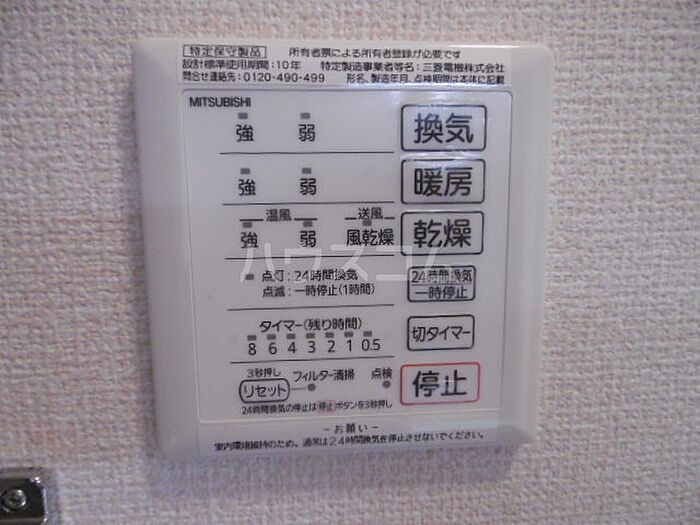 特定保守製品 所有者票による所有者登録が必要です
設計標準使用期間:10年 特定製造事業者等名:三菱電機株式会社
問合せ連絡先:0120-490-499 形名、製造年月、点検期間は本体に記載
MITSUBISHI
強 弱 換気
強 弱 暖房
温風 送風
強 弱 風乾燥 乾燥
ハウスコム
点灯:24時間換気 24時間換気
点滅:一時停止(1時間) 一時停止
タイマー(残り時間) 切タイマー
8 6 4 3 2 1 0.5
3秒押し フィルター清掃 点検
リセット 停止
24時間換気の停止は停止ボタンを3秒押し
-お願い-
室内環境維持のため、通常は24時間換気を停止させないでください。